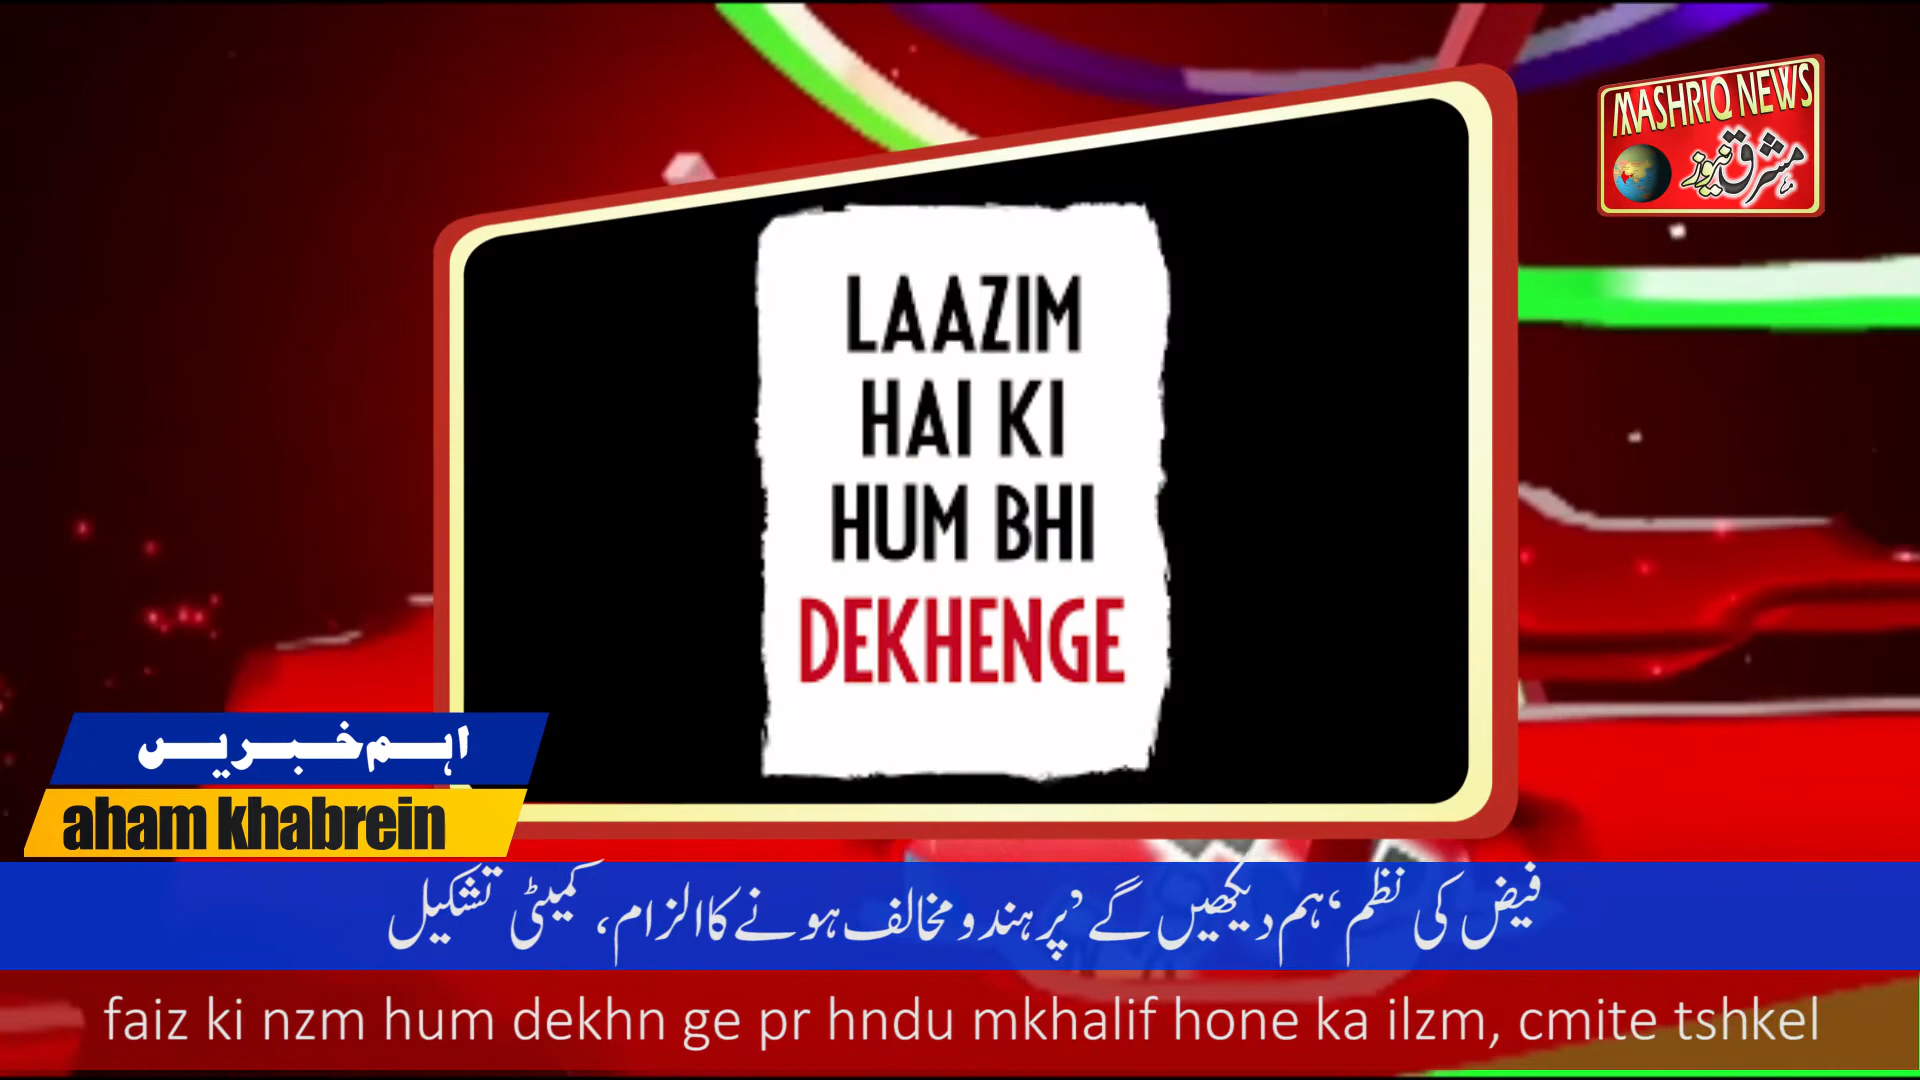 MASHRIQ NEWS
مشرق نیوز
LAAZIM
HAI KI
HUM BHI
DEKHENGE
اہم خبریں
aham khabrein
فیض کی نظم ‘ہم دیکھیں گے ’پر ہندو مخالف ہونے کا الزام، کمیٹی تشکیل
faiz ki nzm hum dekhn ge pr hndu mkhalif hone ka ilzm, cmite tshkel